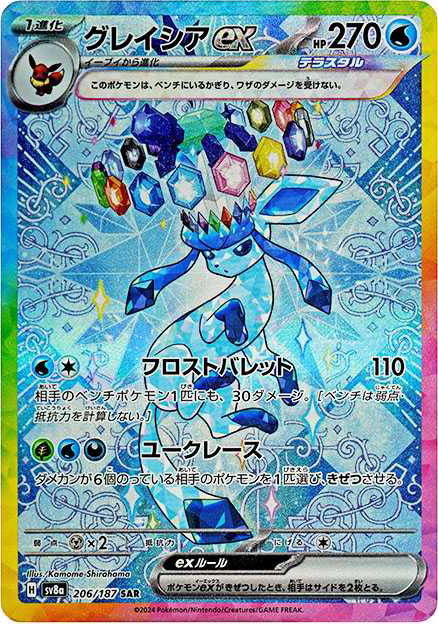 1進化
グレイシアex
HP270
イーブイから進化
テラスタル
このポケモンは、ベンチにいるかぎり、ワザのダメージを受けない。
フロストバレット 110
相手のベンチポケモン1匹にも、30ダメージ。[ベンチは弱点・
抵抗力を計算しない。]
ユークレース
ダメカンが6個のっている相手のポケモンを1匹選び、きぜつさせる。
弱点 ×2 抵抗力 にげる
exルール
ポケモンexがきぜつしたとき、相手はサイドを2枚とる。
Illus. Kamome Shirahama
H sv8a 206/187 SAR
©2024 Pokémon/Nintendo/Creatures/GAME FREAK.